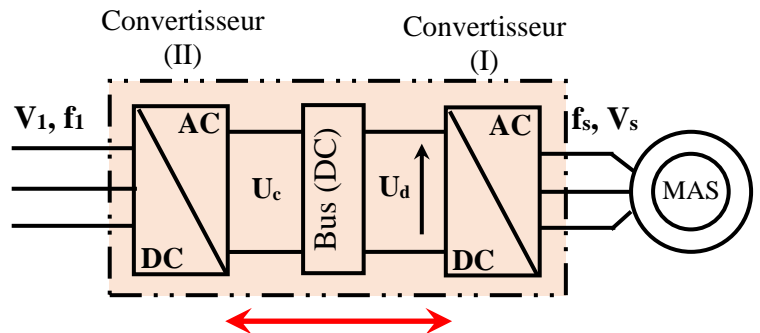 Convertisseur
(II)
Convertisseur
(I)
V1, f1
AC
DC
Uc
Bus (DC)
Ud
AC
DC
fs, Vs
MAS